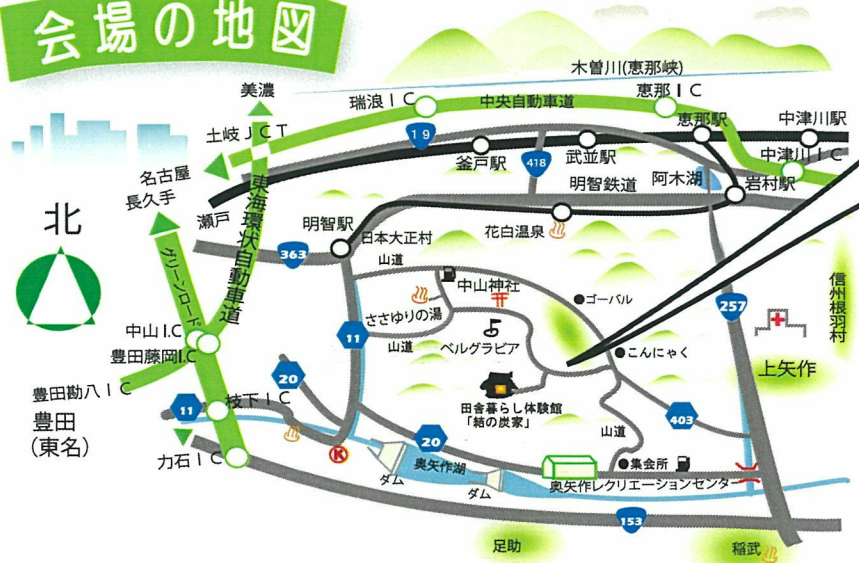 会場の地図
木曽川(恵那峡)
美濃
瑞浪IC
中央自動車道
恵那IC
土岐JCT
19
恵那駅
中津川駅
釜戸駅
418
武並駅
中津川IC
名古屋
長久手
瀬戸
明智鉄道
阿木湖
岩村駅
北
東海環状自動車道
明智駅
日本大正村
花白温泉
363
山道
グリーンロード
中山神社
ゴーバル
信州根羽村
257
ささゆりの湯
中山I.C
11
山道
ベルグラビア
こんにゃく
豊田藤岡I.C
上矢作
20
豊田勘八IC
枝下IC
11
田舎暮らし体験館
「結の炭家」
403
豊田
(東名)
山道
20
K
力石IC
奥矢作湖
集会所
ダム
ダム
奥矢作レクリエーションセンター
153
足助
稲武